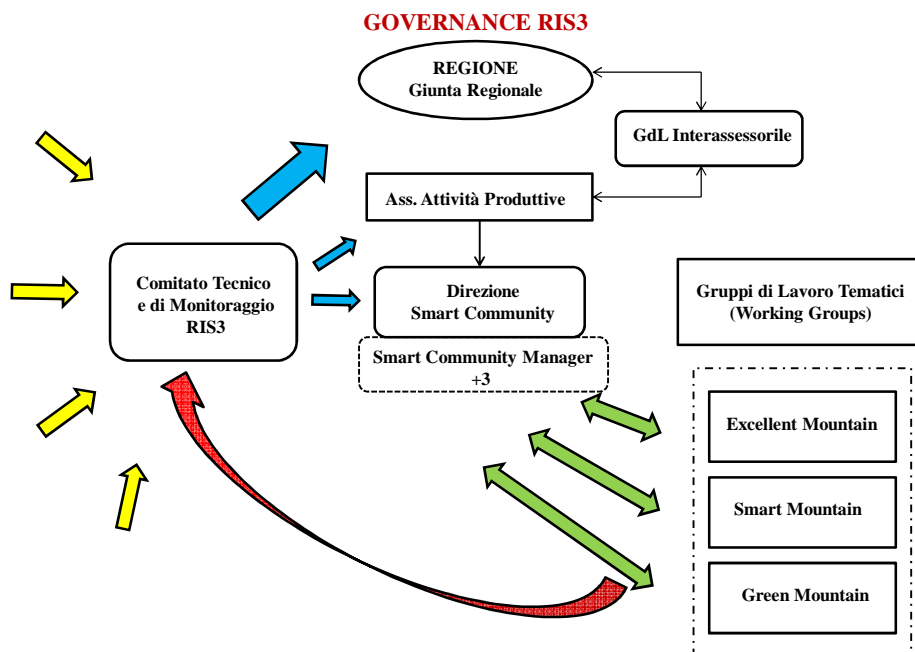 GOVERNANCE RIS3
REGIONE
Giunta Regionale
GdL Interassessorile
Ass. Attività Produttive
Comitato Tecnico
e di Monitoraggio
RIS3
Direzione
Smart Community
Smart Community Manager
+3
Gruppi di Lavoro Tematici
(Working Groups)
Excellent Mountain
Smart Mountain
Green Mountain